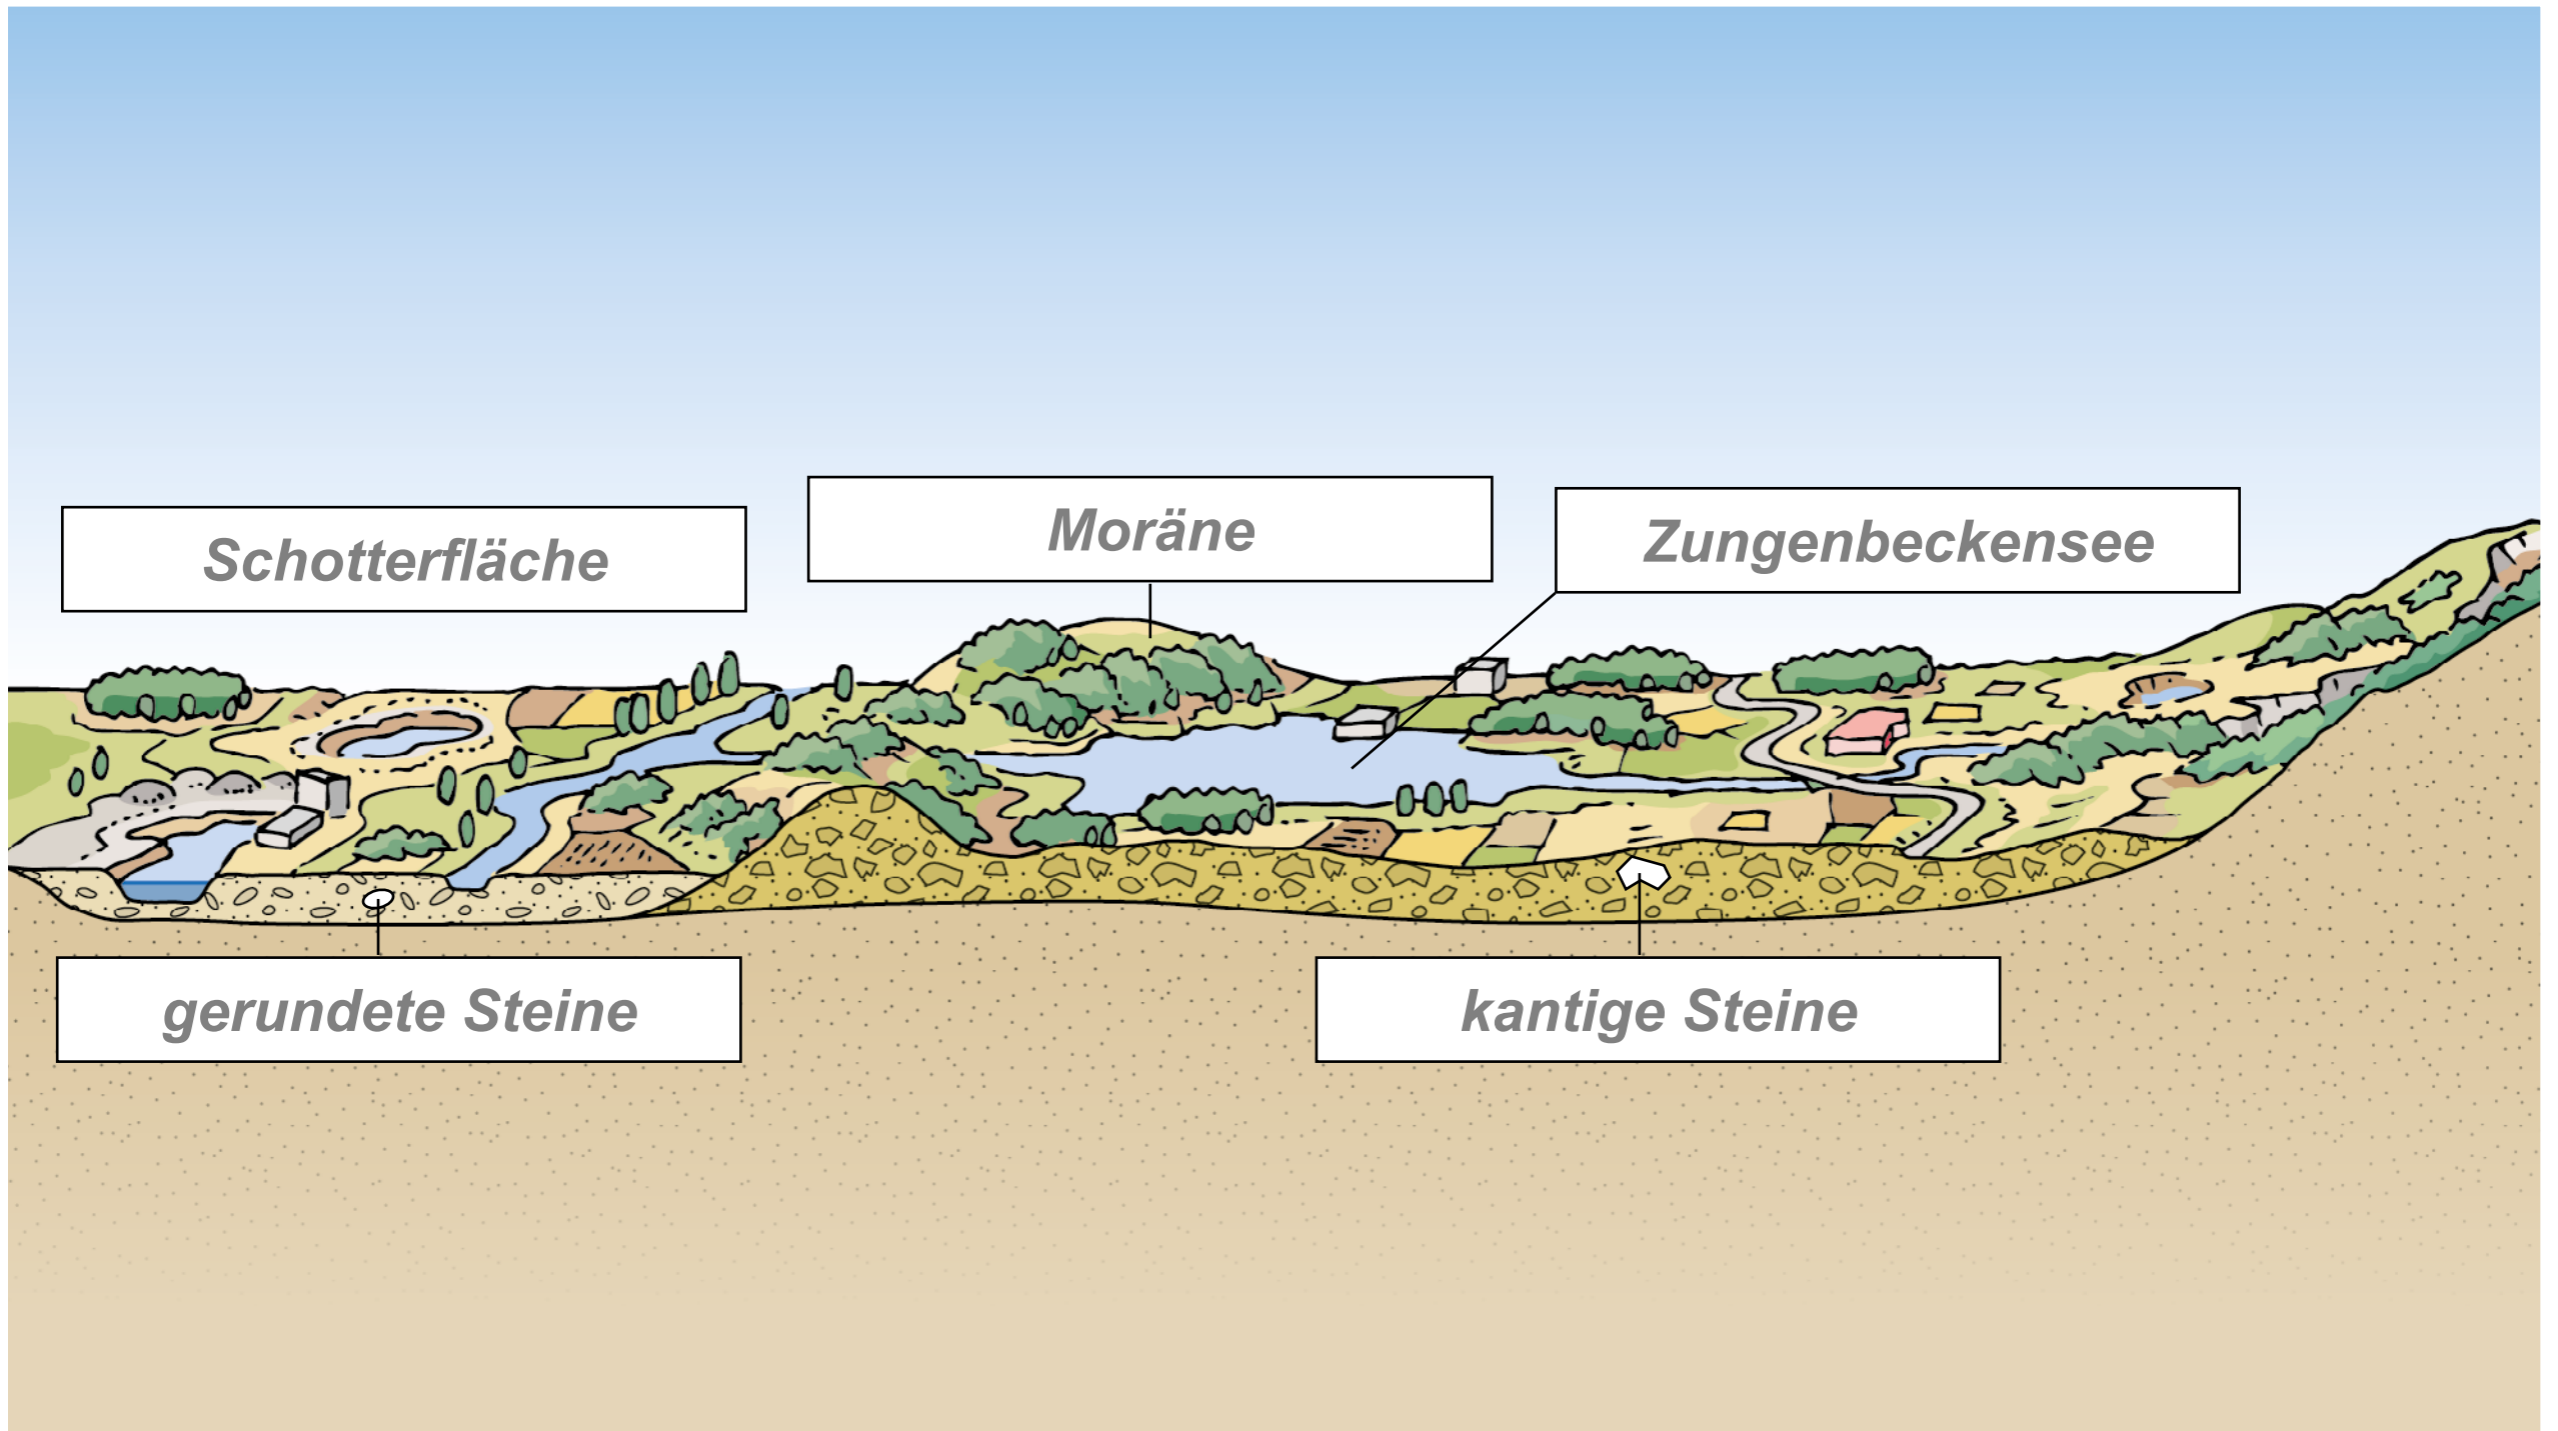 Schotterfläche
Moräne
Zungenbeckensee
gerundete Steine
kantige Steine